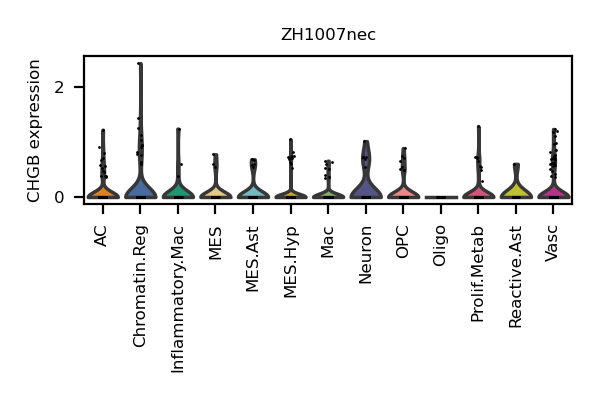 ZH1007nec
CHGB expression
2
0
AC
Chromatin.Reg
Inflammatory.Mac
MES
MES.Ast
MES.Hyp
Mac
Neuron
OPC
Oligo
Prolif.Metab
Reactive.Ast
Vasc